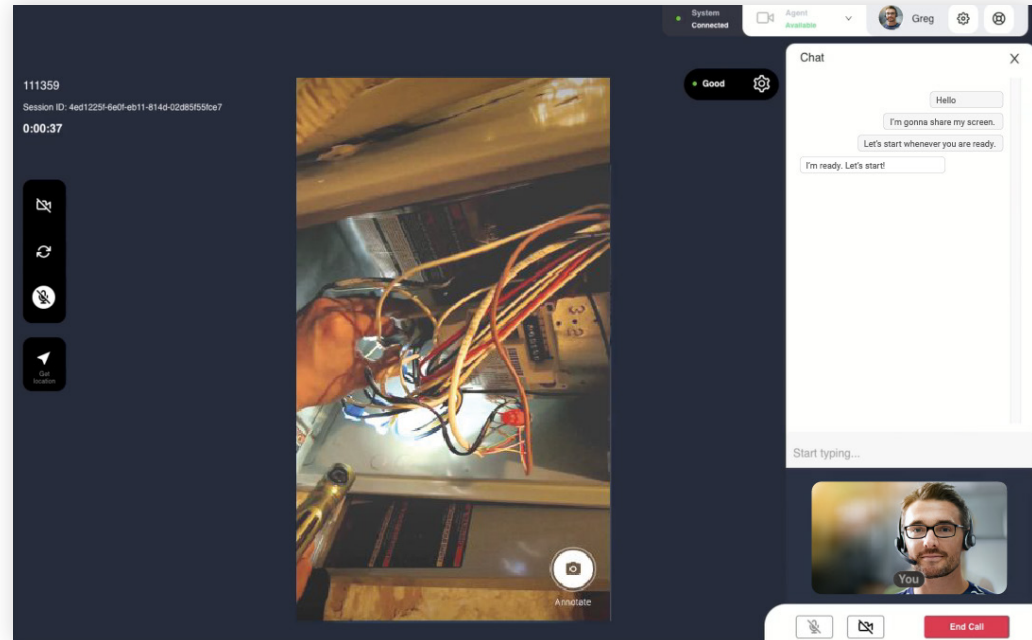 System
Connected
Agent
Available
Greg
111359
Session ID: 4ed1225f-6e0f-eb11-814d-02d85f55fce7
0:00:37
Good
Chat
X
Hello
I'm gonna share my screen.
Let's start whenever you are ready.
I'm ready. Let's start!
Get
location
Start typing...
You
Annotate
End Call